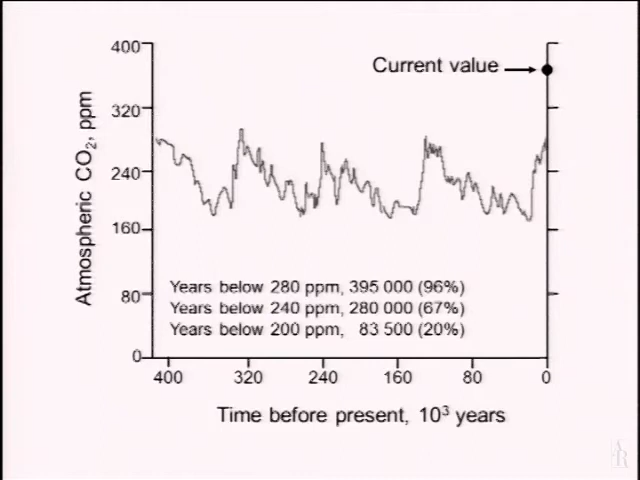 400
320
240
160
80
0
Atmospheric CO2, ppm
Current value
Years below 280 ppm, 395 000 (96%)
Years below 240 ppm, 280 000 (67%)
Years below 200 ppm, 83 500 (20%)
400 320 240 160 80 0
Time before present, 10³ years